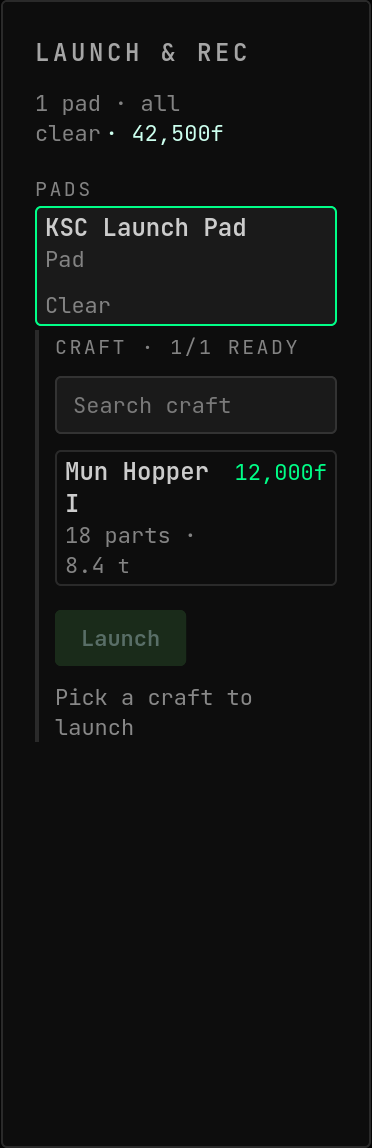 LAUNCH & REC
1 pad · all
clear · 42,500f
PADS
KSC Launch Pad
Pad
Clear
CRAFT · 1/1 READY
Search craft
Mun Hopper 12,000f
I
18 parts ·
8.4 t
Launch
Pick a craft to
launch